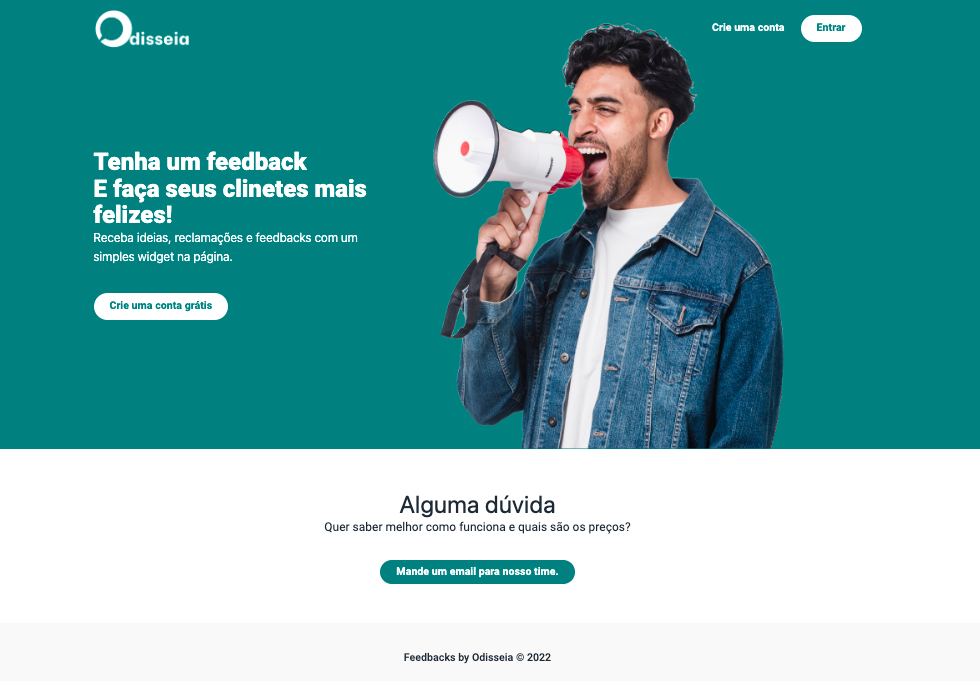 Odisseia
Crie uma conta
Entrar
Tenha um feedback
E faça seus clinetes mais
felizes!
Receba ideias, reclamações e feedbacks com um
simples widget na página.
Crie uma conta grátis
Alguma dúvida
Quer saber melhor como funciona e quais são os preços?
Mande um email para nosso time.
Feedbacks by Odisseia © 2022